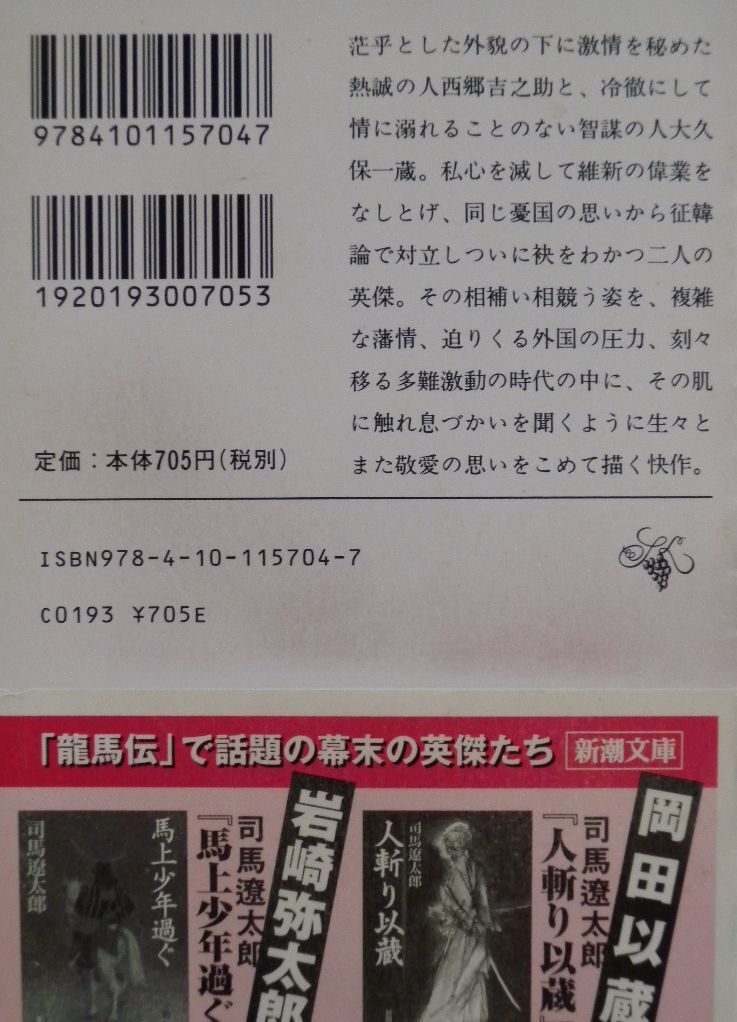 9784101157047
1920193007053
定価：本体705円(税別)
茫乎とした外貌の下に激情を秘めた
熱誠の人西郷吉之助と、冷徹にして
情に溺れることのない智謀の人大久
保一蔵。私心を滅して維新の偉業を
なしとげ、同じ憂国の思いから征韓
論で対立しついに袂をわかつ二人の
英傑。その相補い相競う姿を、複雑
な藩情、迫りくる外国の圧力、刻々
移る多難激動の時代の中に、その肌
に触れ息づかいを聞くように生々と
また敬愛の思いをこめて描く快作。
ISBN978-4-10-115704-7
C0193 ¥705E
「龍馬伝」で話題の幕末の英傑たち
新潮文庫
岡田以蔵
司馬遼太郎
『人斬り以蔵
司馬遼太郎
人斬り以蔵
岩崎弥太郎
司馬遼太郎
『馬上少年過ぐ
馬上少年過ぐ
司馬遼太郎